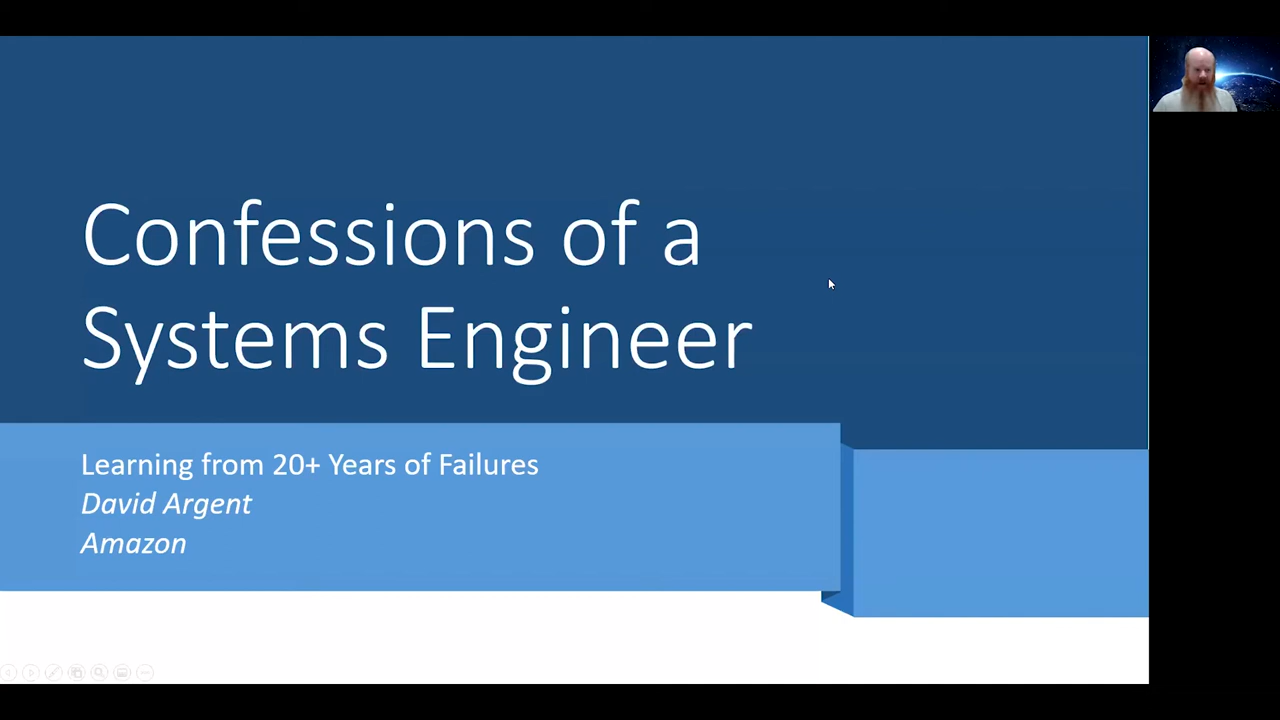 Confessions of a
Systems Engineer
Learning from 20+ Years of Failures
David Argent
Amazon